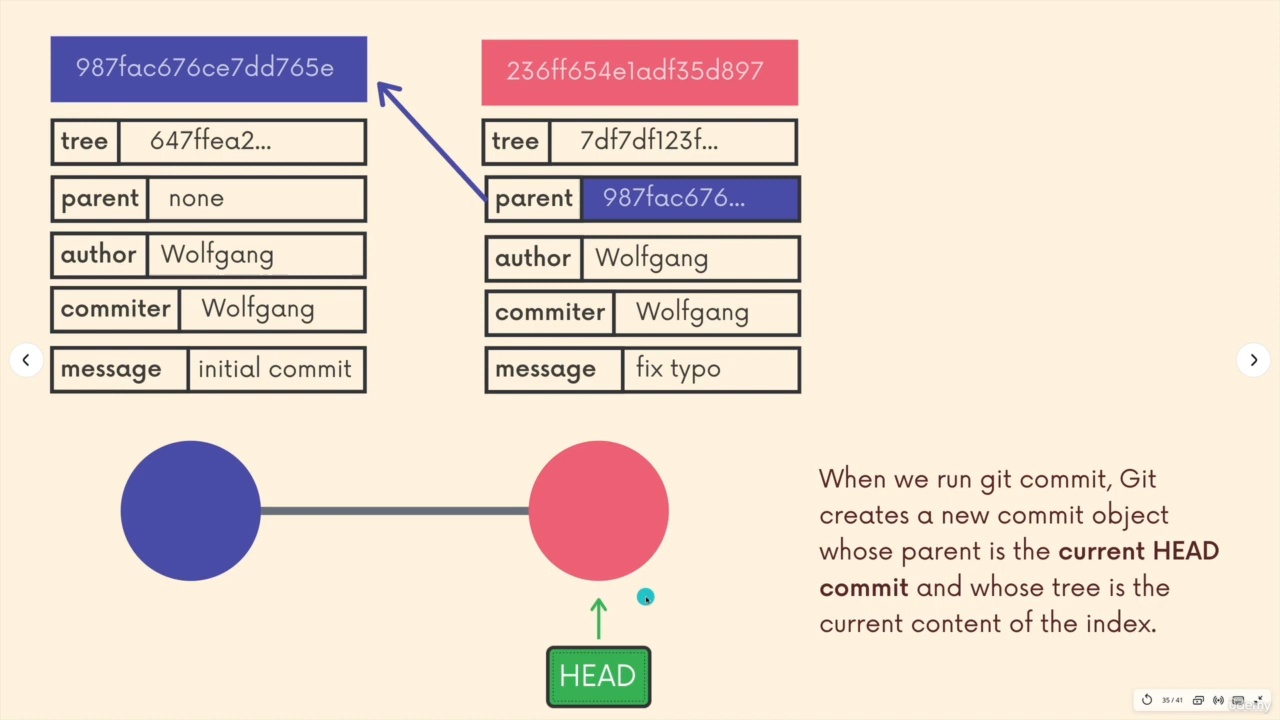 987fac676ce7dd765e
tree 647ffea2...
parent none
author Wolfgang
commiter Wolfgang
message initial commit
236ff654e1adf35d897
tree 7df7df123f...
parent 987fac676...
author Wolfgang
commiter Wolfgang
message fix typo
HEAD
When we run git commit, Git
creates a new commit object
whose parent is the current HEAD
commit and whose tree is the
current content of the index.
35 / 41
Udemy